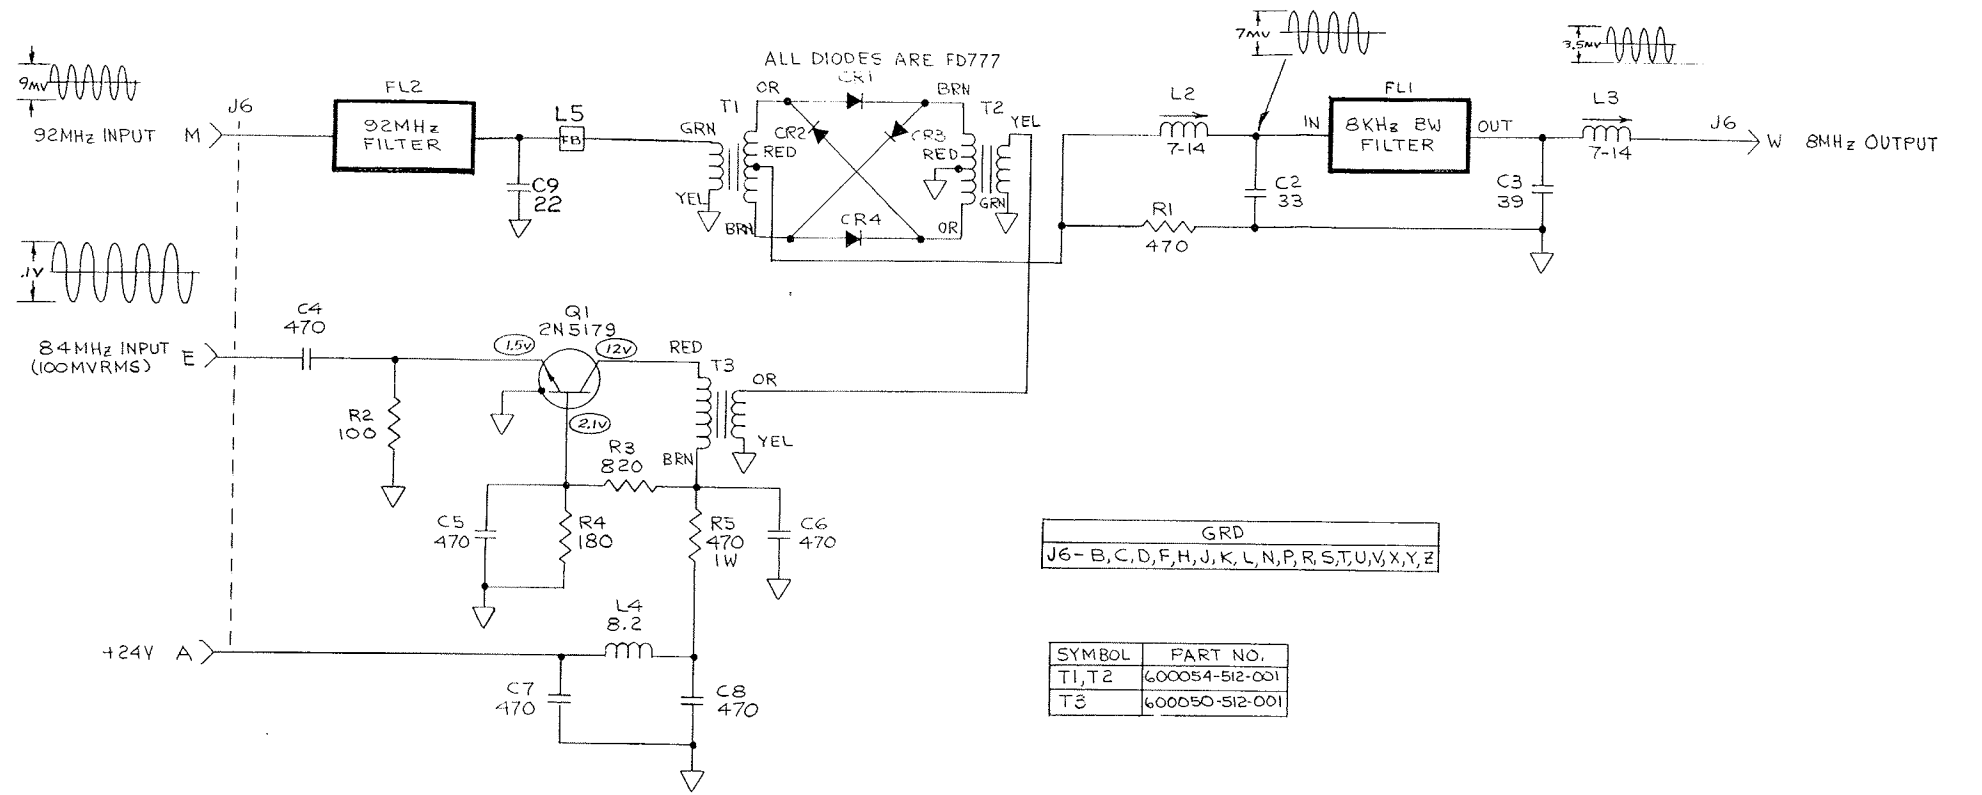 9MV
J6
92MHz INPUT M
FL2
92MHz
FILTER
C9
22
L5
FB
ALL DIODES ARE FD777
CR1
OR
BRN
T1
T2
GRN
CR2
CR3
YEL
RED
RED
YEL
GRN
BRN
CR4
OR
7MV
3.5MV
L2
7-14
FL1
IN
8KHz BW
FILTER
OUT
L3
7-14
J6
W 8MHz OUTPUT
C2
33
C3
39
R1
470
.1V
C4
470
84MHz INPUT E
(100MVRMS)
R2
100
Q1
2N5179
1.5V
12V
2.1V
RED
T3
OR
YEL
BRN
R3
820
C5
470
R4
180
R5
470
1W
C6
470
L4
8.2
+24V A
C7
470
C8
470
GRD
J6-B,C,D,F,H,J,K,L,N,P,R,S,T,U,V,X,Y,Z
SYMBOL PART NO.
T1,T2 600054-512-001
T3 600050-512-001